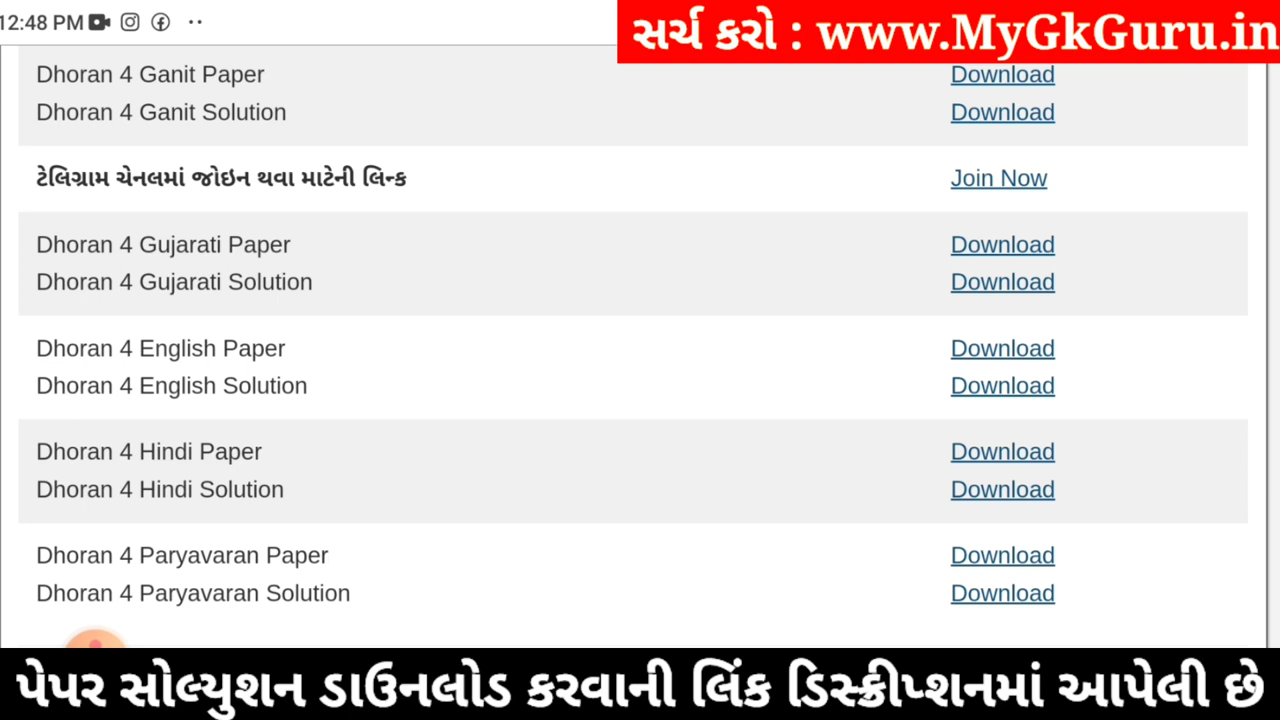 12:48 PM
સર્ચ કરો : www.MyGkGuru.in
Dhoran 4 Ganit Paper Download
Dhoran 4 Ganit Solution Download
ટેલિગ્રામ ચેનલમાં જોઇન થવા માટેની લિન્ક Join Now
Dhoran 4 Gujarati Paper Download
Dhoran 4 Gujarati Solution Download
Dhoran 4 English Paper Download
Dhoran 4 English Solution Download
Dhoran 4 Hindi Paper Download
Dhoran 4 Hindi Solution Download
Dhoran 4 Paryavaran Paper Download
Dhoran 4 Paryavaran Solution Download
પેપર સોલ્યુશન ડાઉનલોડ કરવાની લિંક ડિસ્ક્રીપ્શનમાં આપેલી છે